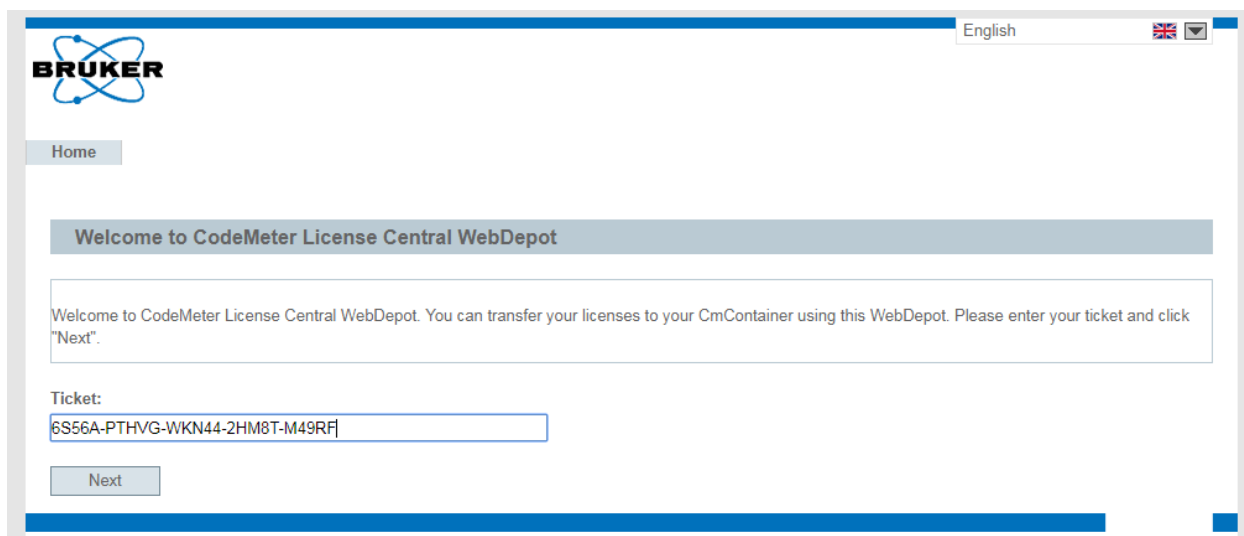 English
BRUKER
Home
Welcome to CodeMeter License Central WebDepot
Welcome to CodeMeter License Central WebDepot. You can transfer your licenses to your CmContainer using this WebDepot. Please enter your ticket and click
"Next".
Ticket:
6S56A-PTHVG-WKN44-2HM8T-M49RF
Next